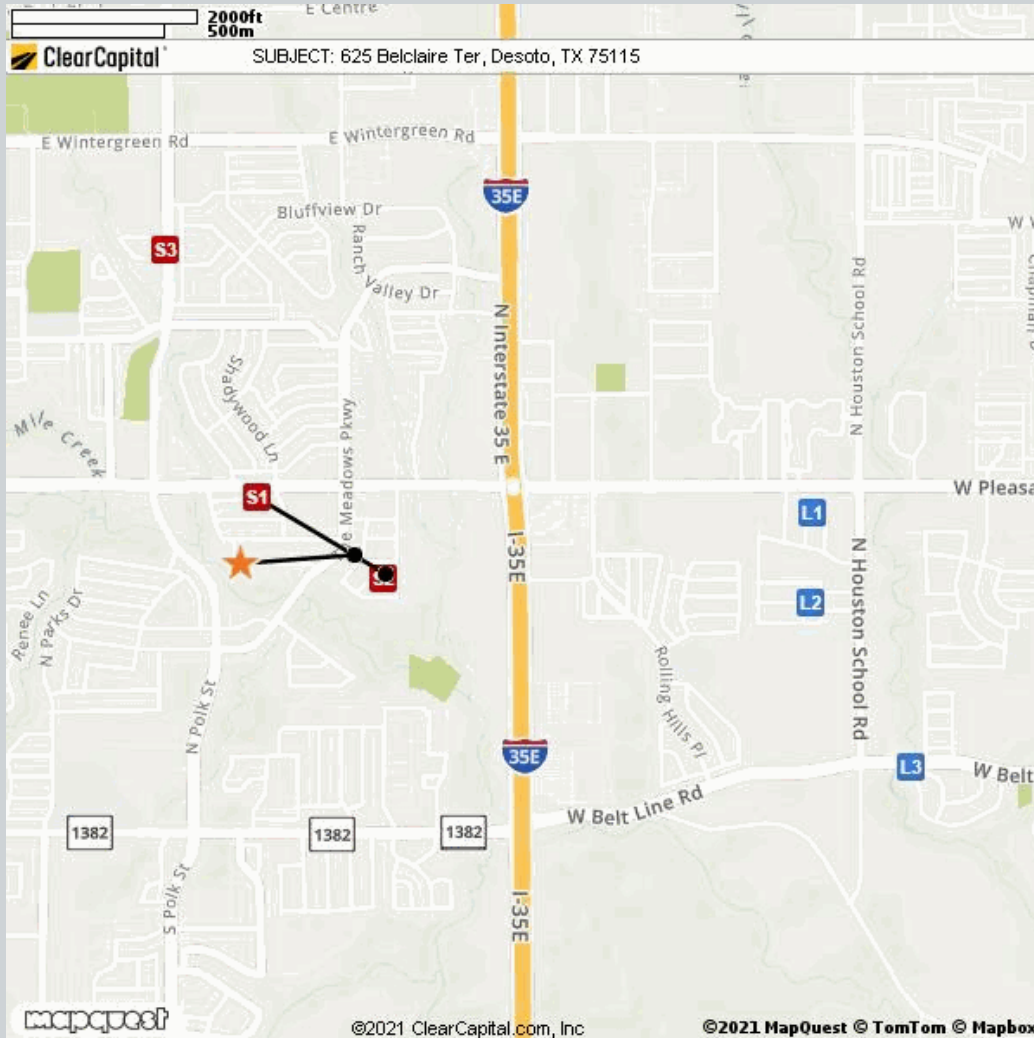 E Centre
2000ft
500m
ClearCapital
SUBJECT: 625 Belclaire Ter, Desoto, TX 75115
E Wintergreen Rd
E Wintergreen Rd
35E
Bluffview Dr
S3
Ranch Valley Dr
N Houston School Rd
N Interstate 35 E
Shadywood Ln
Mile Creek
e Meadows Pkwy
S1
W Pleasa
L1
I-35E
S2
L2
N Houston School Rd
Renee Ln
N Parks Dr
Rolling Hills Pl
N Polk St
35E
L3
W Belt
W Belt Line Rd
1382
1382
1382
S Polk St
I-35E
mapquest
©2021 ClearCapital.com, Inc
©2021 MapQuest © TomTom © Mapbox